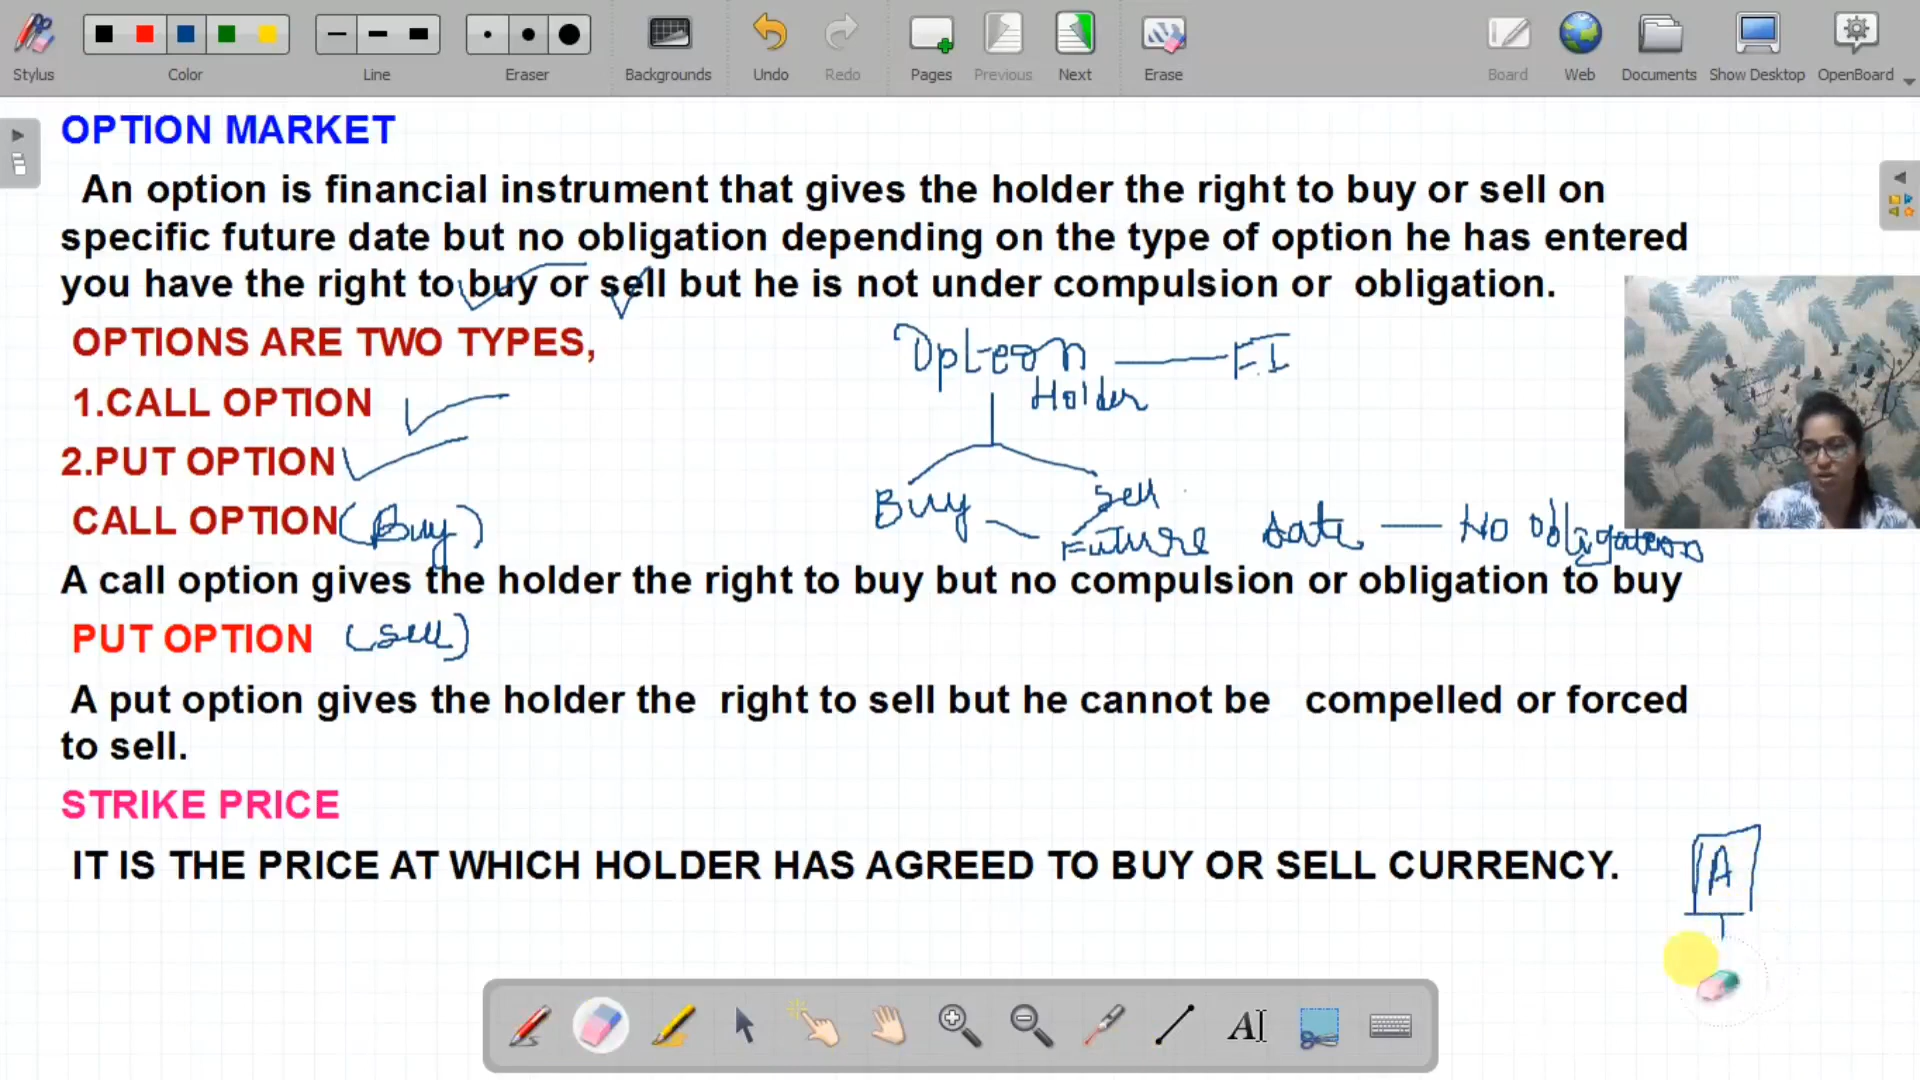 Stylus Color Line Eraser Backgrounds Undo Redo Pages Previous Next Erase Board Web Documents Show Desktop OpenBoard
OPTION MARKET
An option is financial instrument that gives the holder the right to buy or sell on
specific future date but no obligation depending on the type of option he has entered
you have the right to buy or sell but he is not under compulsion or obligation.
OPTIONS ARE TWO TYPES,
Option — F.I
Holder
1.CALL OPTION
2.PUT OPTION
Buy Sell
CALL OPTION (Buy)
Future date — No obligation
A call option gives the holder the right to buy but no compulsion or obligation to buy
PUT OPTION (sell)
A put option gives the holder the right to sell but he cannot be compelled or forced
to sell.
STRIKE PRICE
IT IS THE PRICE AT WHICH HOLDER HAS AGREED TO BUY OR SELL CURRENCY.
A